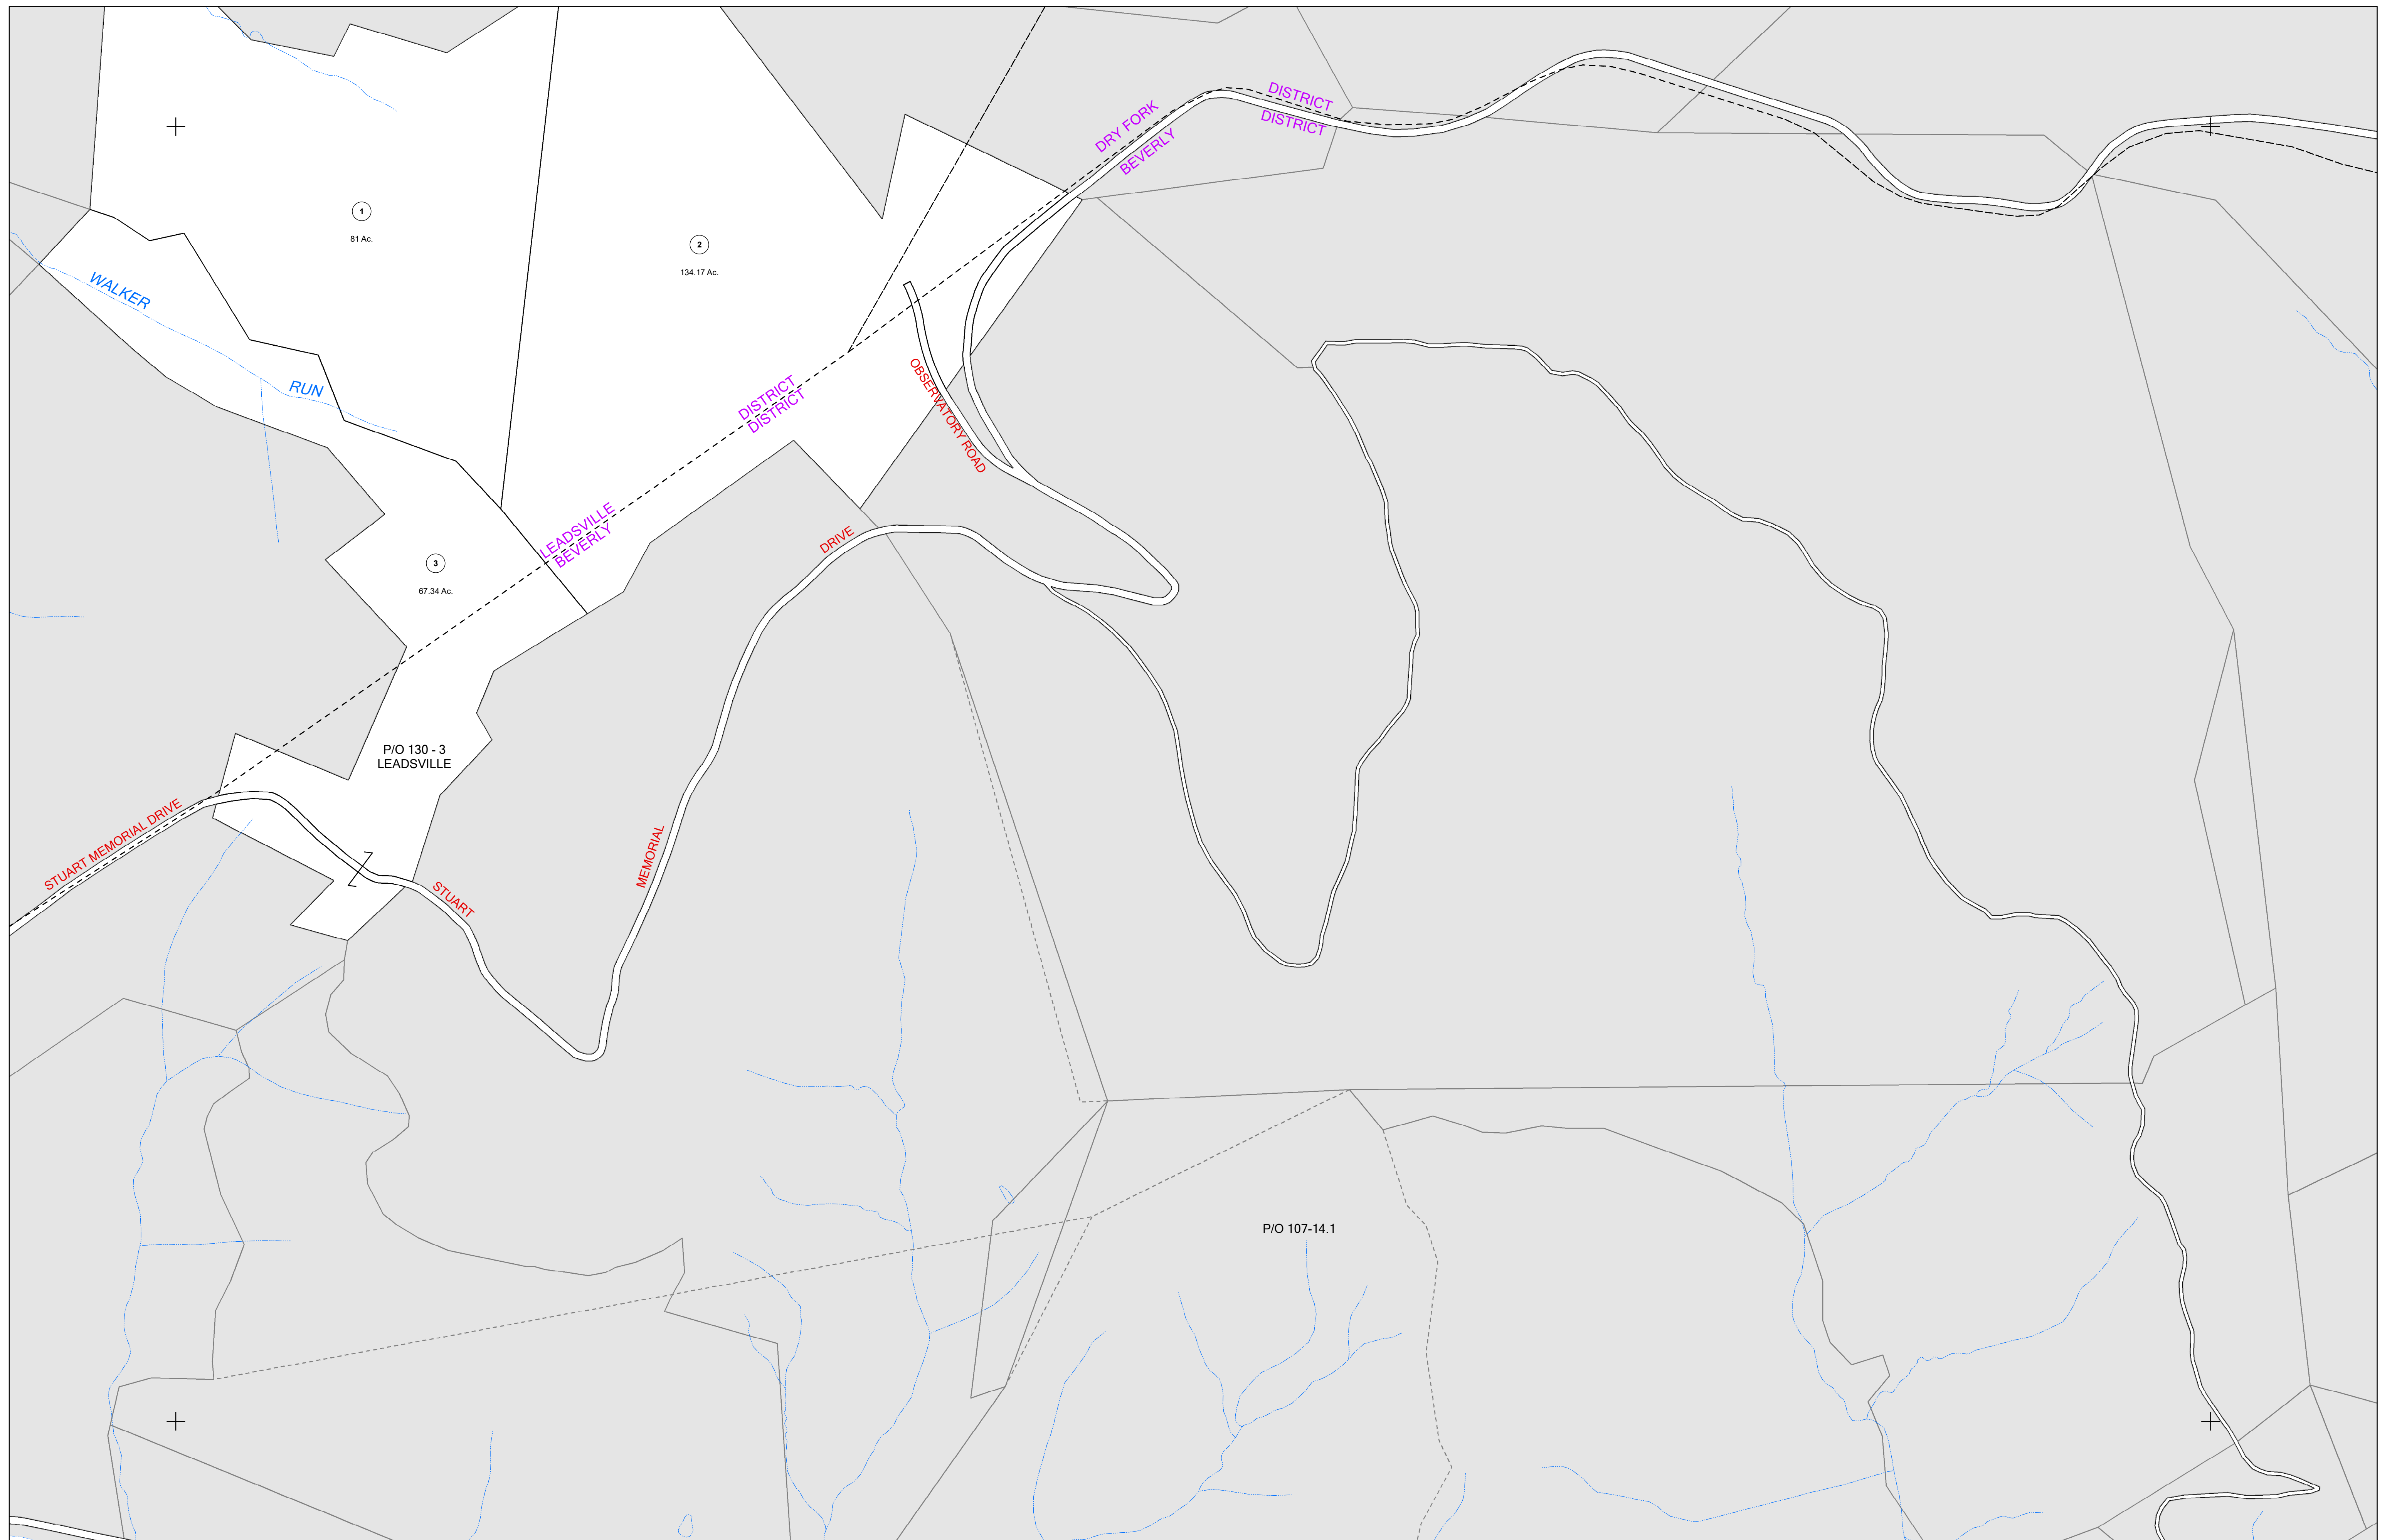 DISTRICT
DISTRICT
DRY FORK
BEVERLY
1
81 Ac.
2
134.17 Ac.
WALKER
RUN
OBSERVATORY ROAD
DISTRICT
DISTRICT
LEADSVILLE
BEVERLY
DRIVE
3
67.34 Ac.
P/O 130 - 3
LEADSVILLE
STUART MEMORIAL DRIVE
MEMORIAL
STUART
P/O 107-14.1